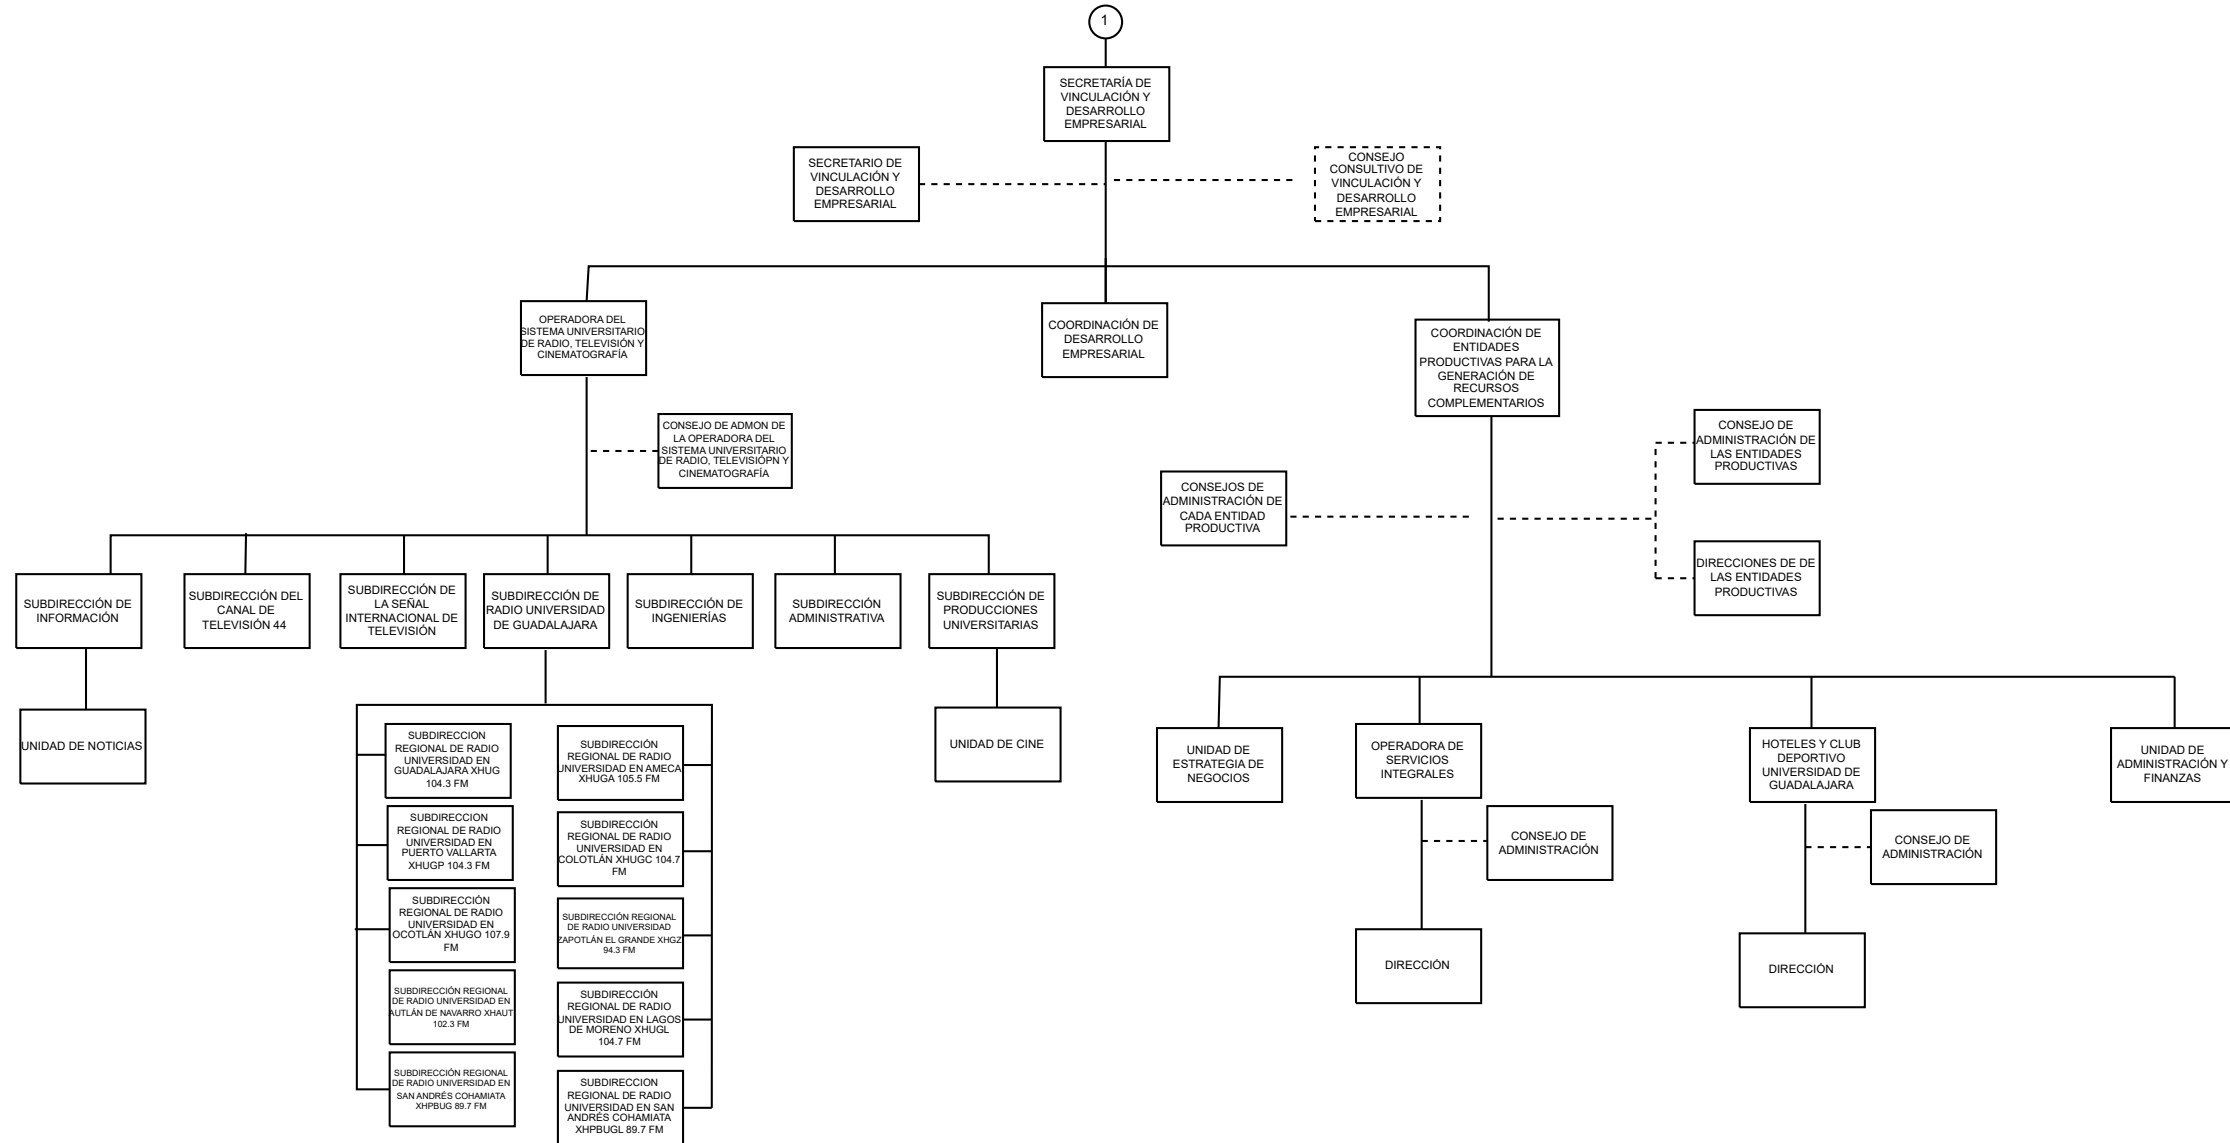 1
SECRETARÍA DE
VINCULACIÓN Y
DESARROLLO
EMPRESARIAL
SECRETARIO DE
VINCULACIÓN Y
DESARROLLO
EMPRESARIAL
CONSEJO
CONSULTIVO DE
VINCULACIÓN Y
DESARROLLO
EMPRESARIAL
OPERADORA DEL
SISTEMA UNIVERSITARIO
DE RADIO, TELEVISIÓN Y
CINEMATOGRAFÍA
COORDINACIÓN DE
DESARROLLO
EMPRESARIAL
COORDINACIÓN DE
ENTIDADES
PRODUCTIVAS PARA LA
GENERACIÓN DE
RECURSOS
COMPLEMENTARIOS
CONSEJO DE ADMON DE
LA OPERADORA DEL
SISTEMA UNIVERSITARIO
DE RADIO, TELEVISIÓPN Y
CINEMATOGRAFÍA
CONSEJOS DE
ADMINISTRACIÓN DE
CADA ENTIDAD
PRODUCTIVA
CONSEJO DE
ADMINISTRACIÓN DE
LAS ENTIDADES
PRODUCTIVAS
DIRECCIONES DE DE
LAS ENTIDADES
PRODUCTIVAS
SUBDIRECCIÓN DE
INFORMACIÓN
SUBDIRECCIÓN DEL
CANAL DE
TELEVISIÓN 44
SUBDIRECCIÓN DE
LA SEÑAL
INTERNACIONAL DE
TELEVISIÓN
SUBDIRECCIÓN DE
RADIO UNIVERSIDAD
DE GUADALAJARA
SUBDIRECCIÓN DE
INGENIERÍAS
SUBDIRECCIÓN
ADMINISTRATIVA
SUBDIRECCIÓN DE
PRODUCCIONES
UNIVERSITARIAS
UNIDAD DE NOTICIAS
SUBDIRECCION
REGIONAL DE RADIO
UNIVERSIDAD EN
GUADALAJARA XHUG
104.3 FM
SUBDIRECCION
REGIONAL DE RADIO
UNIVERSIDAD EN
PUERTO VALLARTA
XHUGP 104.3 FM
SUBDIRECCIÓN
REGIONAL DE RADIO
UNIVERSIDAD EN
OCOTLÁN XHUGO 107.9
FM
SUBDIRECCIÓN REGIONAL
DE RADIO UNIVERSIDAD EN
AUTLÁN DE NAVARRO XHAUT
102.3 FM
SUBDIRECCIÓN REGIONAL
DE RADIO UNIVERSIDAD EN
SAN ANDRÉS COHAMIATA
XHPBUG 89.7 FM
SUBDIRECCIÓN
REGIONAL DE RADIO
UNIVERSIDAD EN AMECA
XHUGA 105.5 FM
SUBDIRECCIÓN
REGIONAL DE RADIO
UNIVERSIDAD EN
COLOTLÁN XHUGC 104.7
FM
SUBDIRECCIÓN REGIONAL
DE RADIO UNIVERSIDAD
ZAPOTLÁN EL GRANDE XHGZ
94.3 FM
SUBDIRECCIÓN
REGIONAL DE RADIO
UNIVERSIDAD EN LAGOS
DE MORENO XHUGL
104.7 FM
SUBDIRECCION
REGIONAL DE RADIO
UNIVERSIDAD EN SAN
ANDRÉS COHAMIATA
XHPBUGL 89.7 FM
UNIDAD DE CINE
UNIDAD DE
ESTRATEGIA DE
NEGOCIOS
OPERADORA DE
SERVICIOS
INTEGRALES
CONSEJO DE
ADMINISTRACIÓN
DIRECCIÓN
HOTELES Y CLUB
DEPORTIVO
UNIVERSIDAD DE
GUADALAJARA
CONSEJO DE
ADMINISTRACIÓN
DIRECCIÓN
UNIDAD DE
ADMINISTRACIÓN Y
FINANZAS